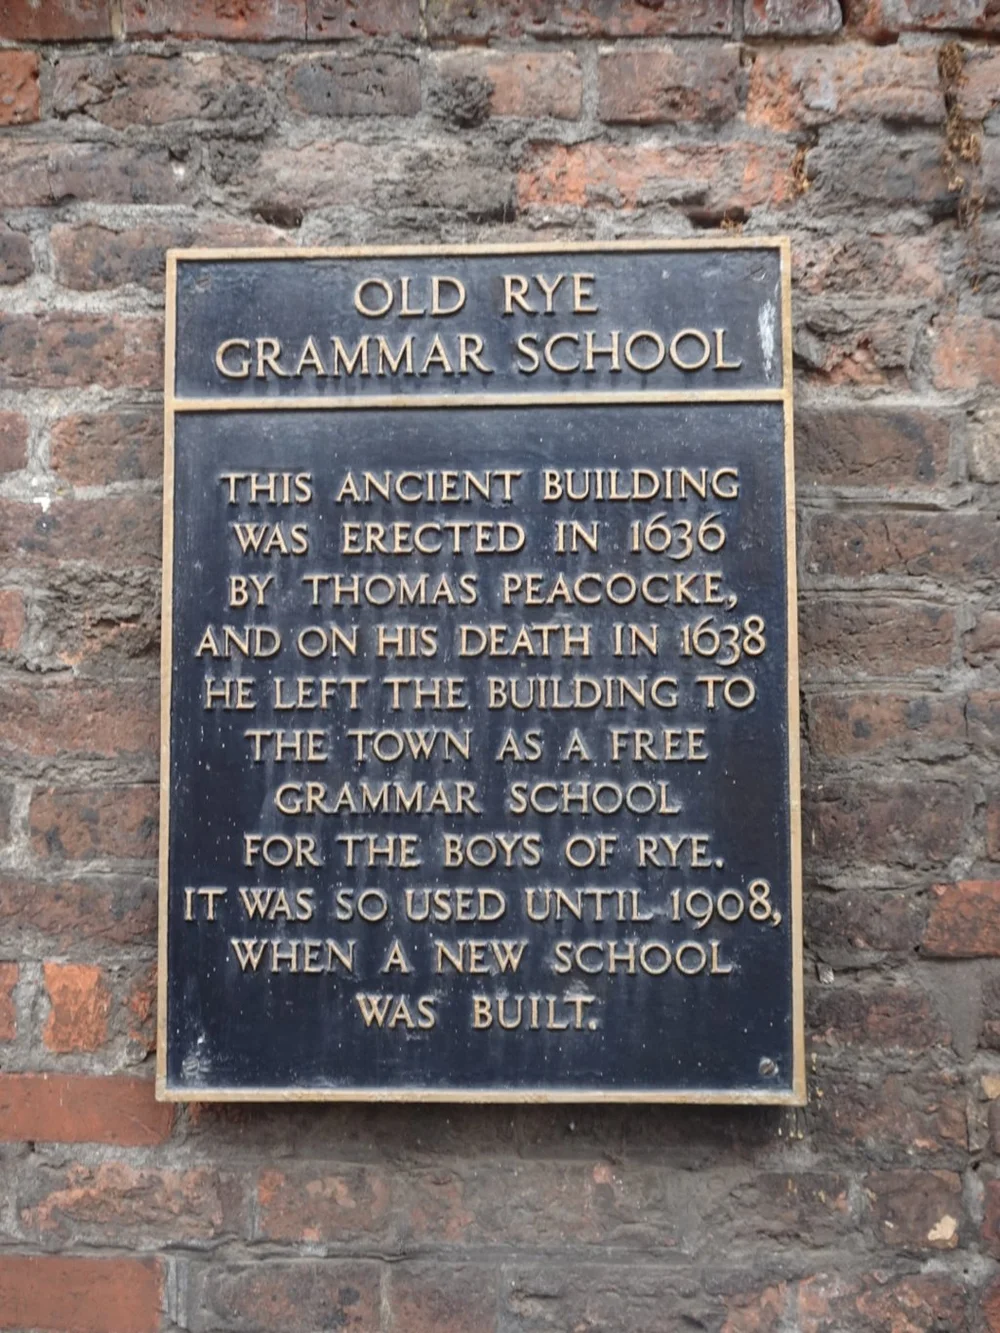 OLD RYE
GRAMMAR SCHOOL
THIS ANCIENT BUILDING
WAS ERECTED IN 1636
BY THOMAS PEACOCKE,
AND ON HIS DEATH IN 1638
HE LEFT THE BUILDING TO
THE TOWN AS A FREE
GRAMMAR SCHOOL
FOR THE BOYS OF RYE.
IT WAS SO USED UNTIL 1908,
WHEN A NEW SCHOOL
WAS BUILT.